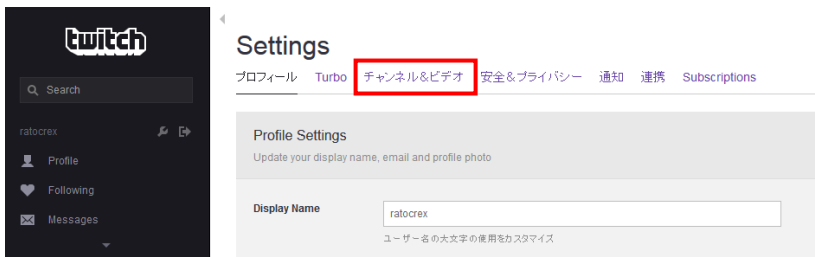 twitch
Search
ratocrex
Profile
Following
Messages
Settings
プロフィール Turbo チャンネル&ビデオ 安全&プライバシー 通知 連携 Subscriptions
Profile Settings
Update your display name, email and profile photo
Display Name
ratocrex
ユーザー名の大文字の使用をカスタマイズ